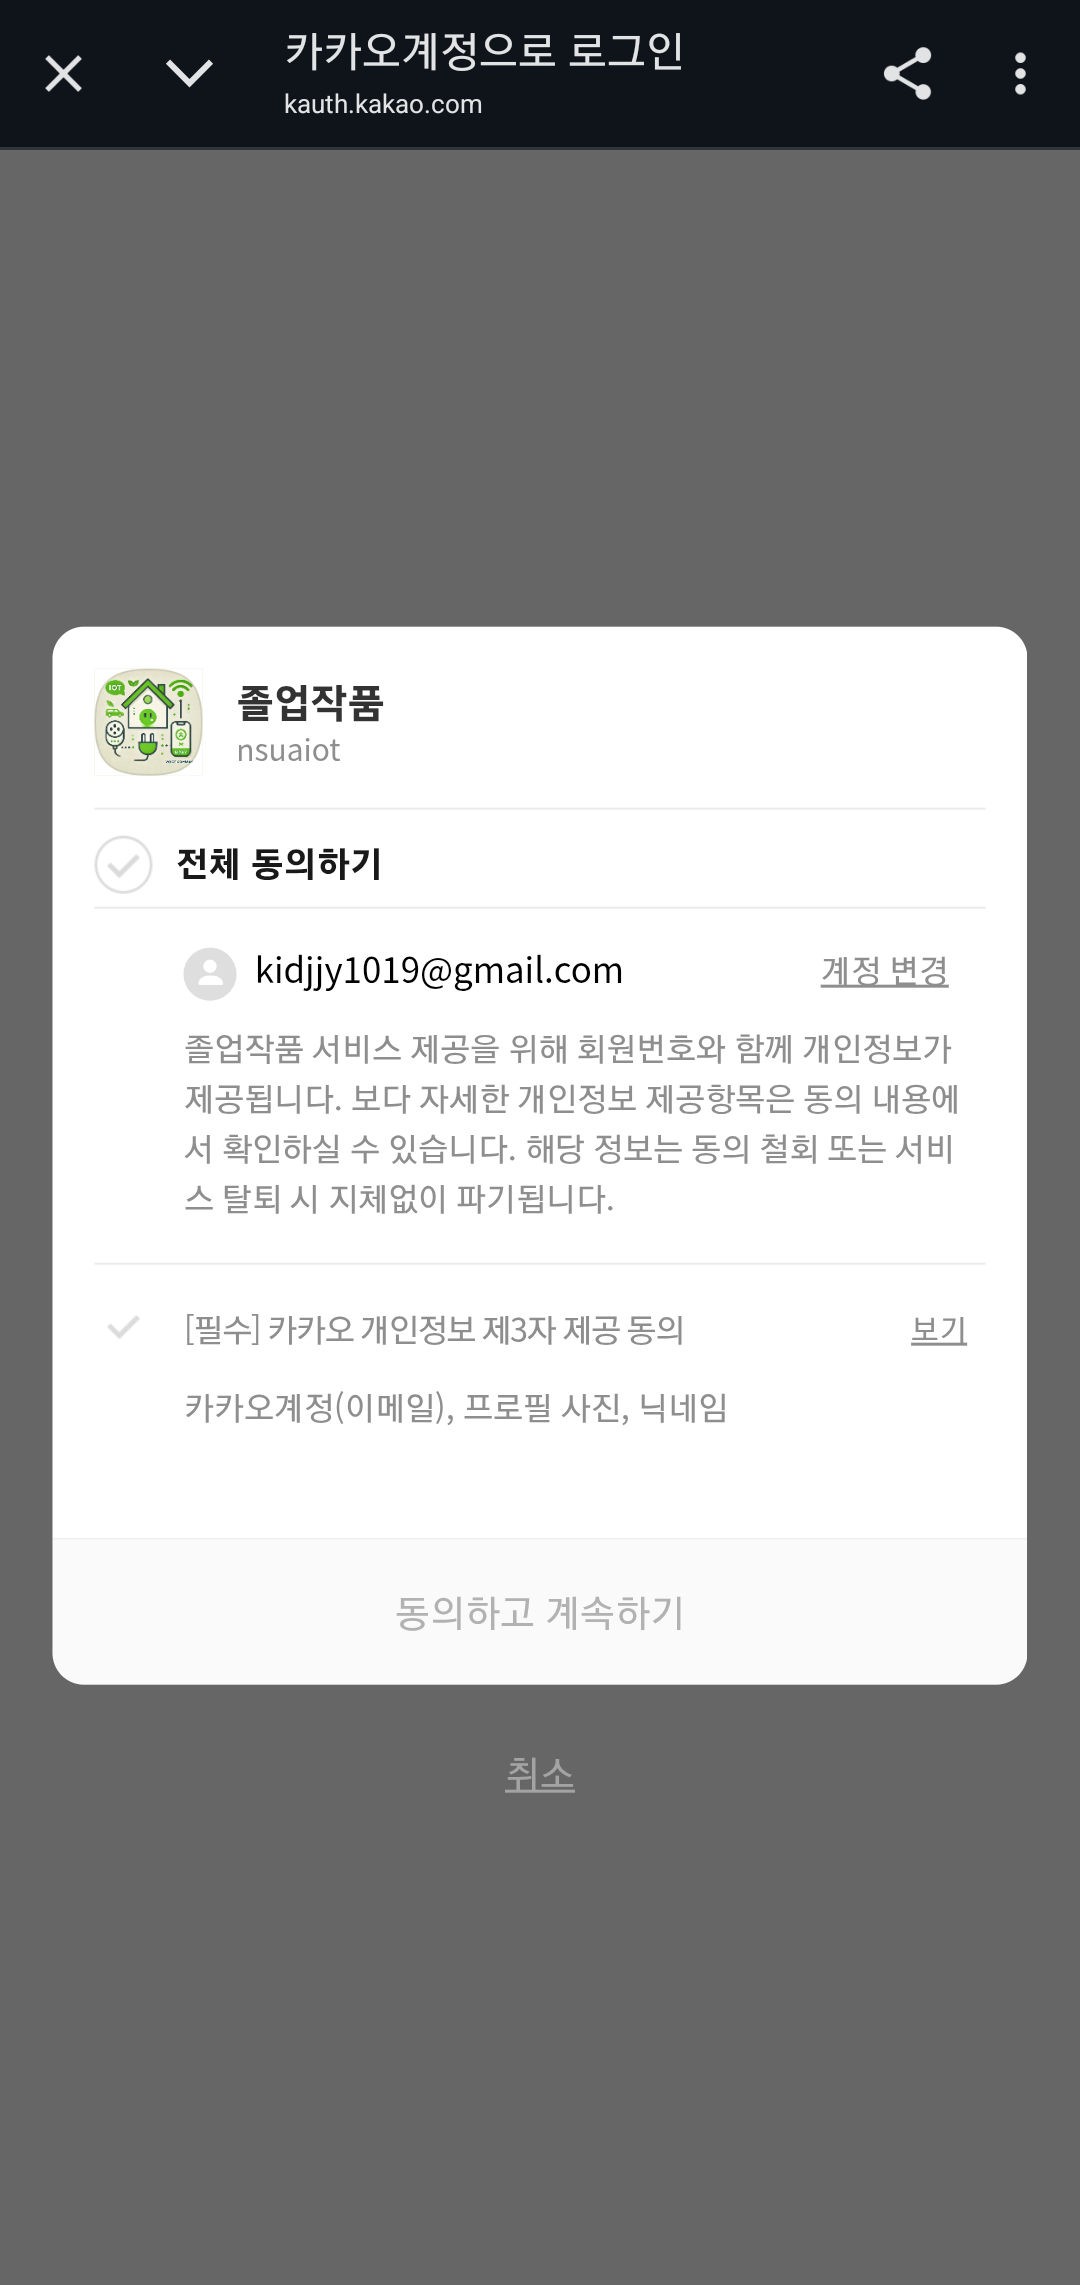 카카오계정으로 로그인
kauth.kakao.com
IOT
졸업작품
nsuaiot
전체 동의하기
kidjjy1019@gmail.com
계정 변경
졸업작품 서비스 제공을 위해 회원번호와 함께 개인정보가
제공됩니다. 보다 자세한 개인정보 제공항목은 동의 내용에
서 확인하실 수 있습니다. 해당 정보는 동의 철회 또는 서비
스 탈퇴 시 지체없이 파기됩니다.
[필수] 카카오 개인정보 제3자 제공 동의
보기
카카오계정(이메일), 프로필 사진, 닉네임
동의하고 계속하기
취소